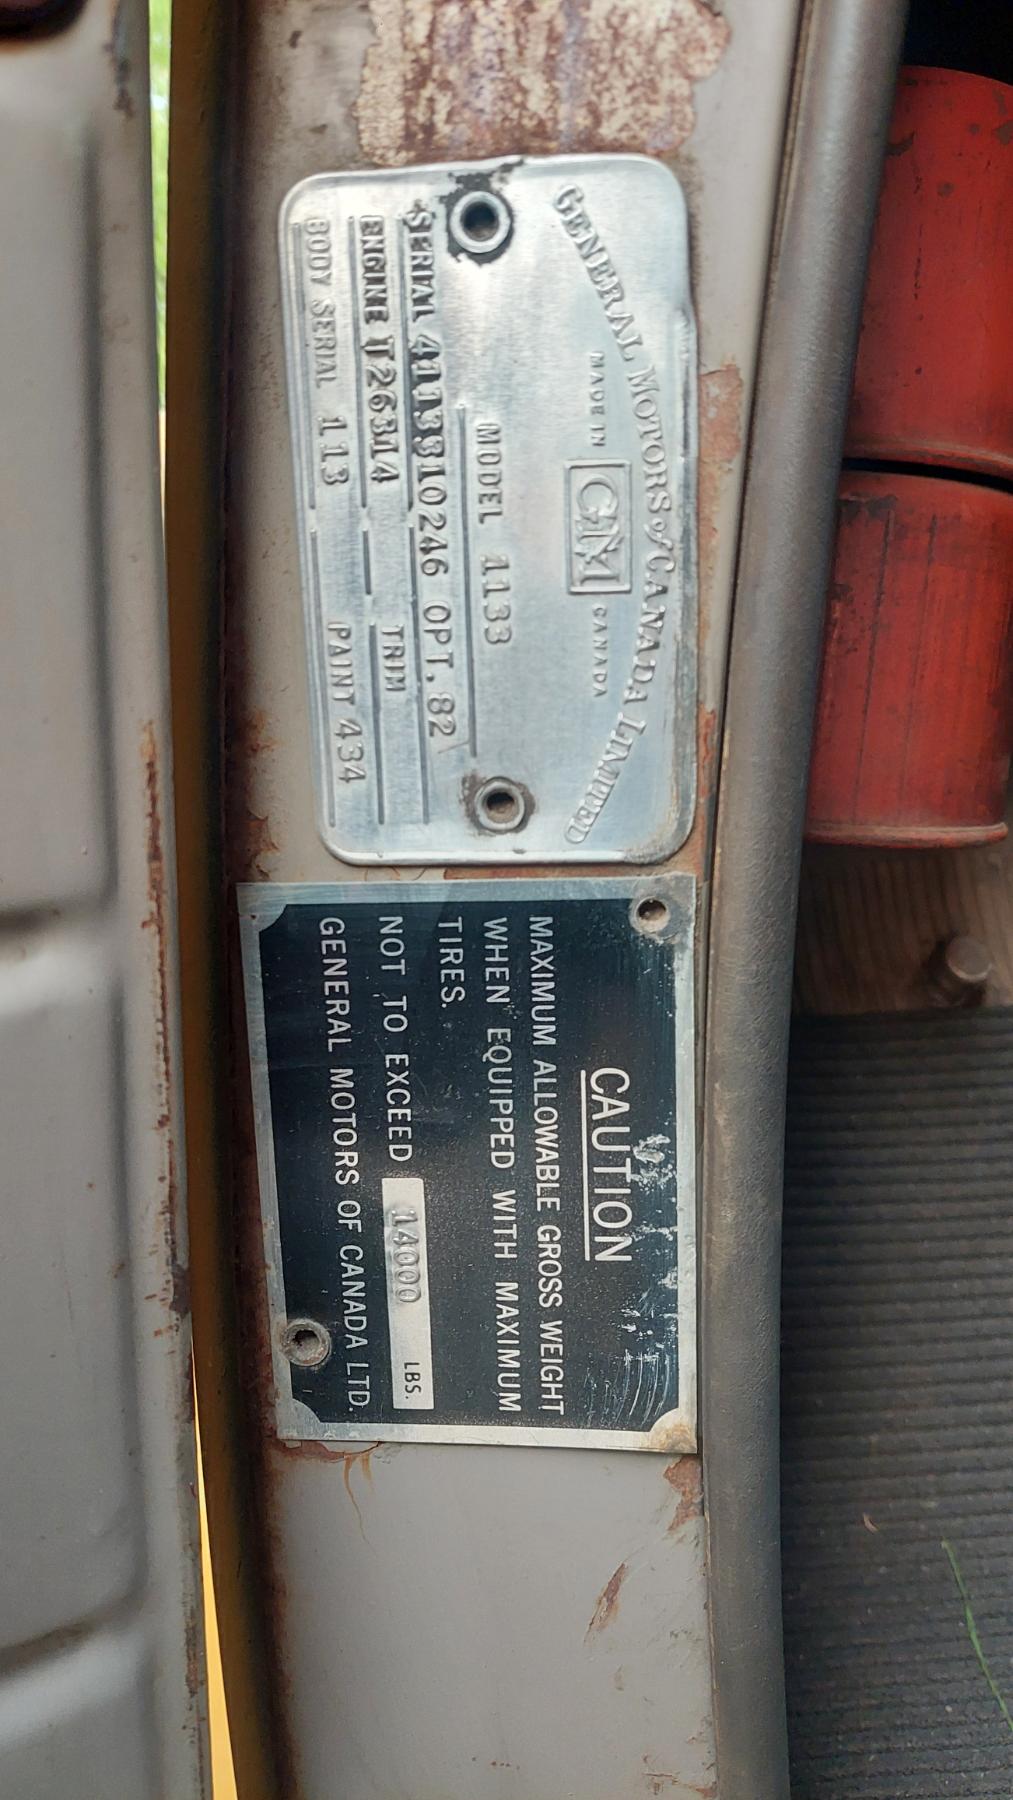 GENERAL MOTORS of CANADA LIMITED
MADE IN GM CANADA
MODEL 1133
SERIAL 4113310246 OPT. 82
ENGINE T26314 TRIM
BODY SERIAL 113 PAINT 434
CAUTION
MAXIMUM ALLOWABLE GROSS WEIGHT
WHEN EQUIPPED WITH MAXIMUM
TIRES.
NOT TO EXCEED 14000 LBS.
GENERAL MOTORS OF CANADA LTD.